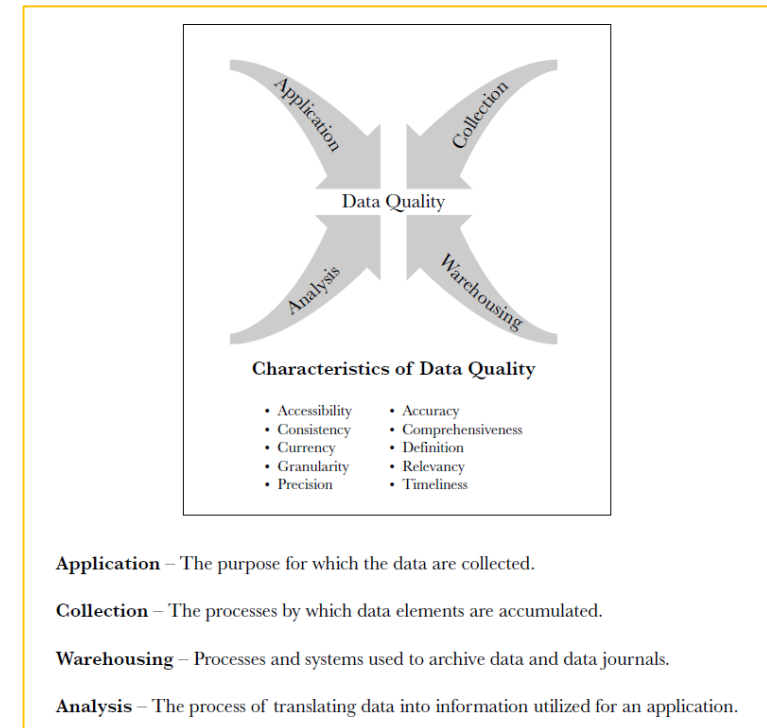 Application
Collection
Data Quality
Analysis
Warehousing
Characteristics of Data Quality
• Accessibility
• Consistency
• Currency
• Granularity
• Precision
• Accuracy
• Comprehensiveness
• Definition
• Relevancy
• Timeliness
Application – The purpose for which the data are collected.
Collection – The processes by which data elements are accumulated.
Warehousing – Processes and systems used to archive data and data journals.
Analysis – The process of translating data into information utilized for an application.